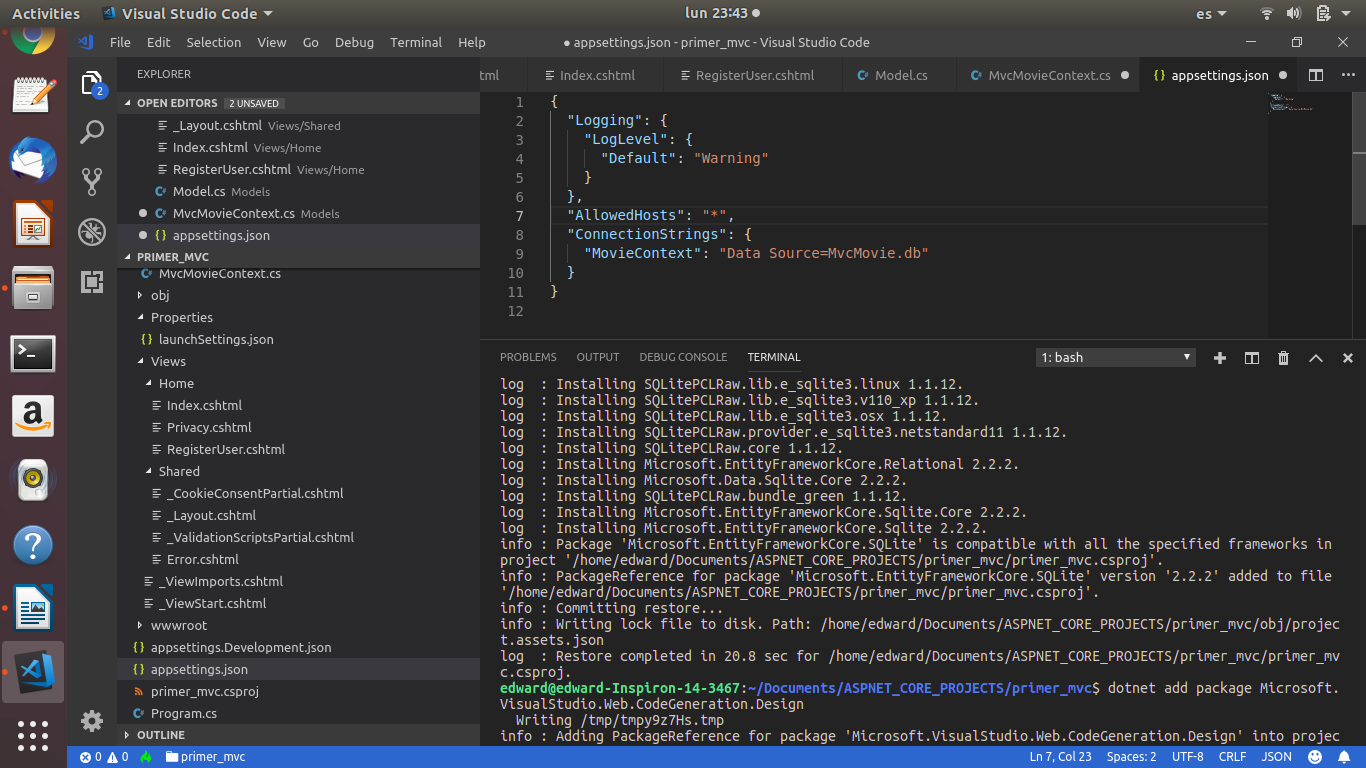 Activities
Visual Studio Code
lun 23:43
es
File Edit Selection View Go Debug Terminal Help
● appsettings.json - primer_mvc - Visual Studio Code
EXPLORER
2
OPEN EDITORS 2 UNSAVED
_Layout.cshtml Views/Shared
Index.cshtml Views/Home
RegisterUser.cshtml Views/Home
Model.cs Models
MvcMovieContext.cs Models
appsettings.json
PRIMER_MVC
MvcMovieContext.cs
obj
Properties
launchSettings.json
Views
Home
Index.cshtml
Privacy.cshtml
RegisterUser.cshtml
Shared
_CookieConsentPartial.cshtml
_Layout.cshtml
_ValidationScriptsPartial.cshtml
Error.cshtml
_ViewImports.cshtml
_ViewStart.cshtml
wwwroot
appsettings.Development.json
appsettings.json
primer_mvc.csproj
Program.cs
OUTLINE
tml Index.cshtml RegisterUser.cshtml Model.cs MvcMovieContext.cs appsettings.json
1 {
2 "Logging": {
3 "LogLevel": {
4 "Default": "Warning"
5 }
6 },
7 "AllowedHosts": "*",
8 "ConnectionStrings": {
9 "MovieContext": "Data Source=MvcMovie.db"
10 }
11 }
12
PROBLEMS OUTPUT DEBUG CONSOLE TERMINAL
1: bash
log : Installing SQLitePCLRaw.lib.e_sqlite3.linux 1.1.12.
log : Installing SQLitePCLRaw.lib.e_sqlite3.v110_xp 1.1.12.
log : Installing SQLitePCLRaw.lib.e_sqlite3.osx 1.1.12.
log : Installing SQLitePCLRaw.provider.e_sqlite3.netstandard11 1.1.12.
log : Installing SQLitePCLRaw.core 1.1.12.
log : Installing Microsoft.EntityFrameworkCore.Relational 2.2.2.
log : Installing Microsoft.Data.Sqlite.Core 2.2.2.
log : Installing SQLitePCLRaw.bundle_green 1.1.12.
log : Installing Microsoft.EntityFrameworkCore.Sqlite.Core 2.2.2.
log : Installing Microsoft.EntityFrameworkCore.Sqlite 2.2.2.
info : Package 'Microsoft.EntityFrameworkCore.SQLite' is compatible with all the specified frameworks in
project '/home/edward/Documents/ASPNET_CORE_PROJECTS/primer_mvc/primer_mvc.csproj'.
info : PackageReference for package 'Microsoft.EntityFrameworkCore.SQLite' version '2.2.2' added to file
'/home/edward/Documents/ASPNET_CORE_PROJECTS/primer_mvc/primer_mvc.csproj'.
info : Committing restore...
info : Writing lock file to disk. Path: /home/edward/Documents/ASPNET_CORE_PROJECTS/primer_mvc/obj/projec
t.assets.json
log : Restore completed in 20.8 sec for /home/edward/Documents/ASPNET_CORE_PROJECTS/primer_mvc/primer_mv
c.csproj.
edward@edward-Inspiron-14-3467:~/Documents/ASPNET_CORE_PROJECTS/primer_mvc$ dotnet add package Microsoft.
VisualStudio.Web.CodeGeneration.Design
Writing /tmp/tmpy9z7Hs.tmp
info : Adding PackageReference for package 'Microsoft.VisualStudio.Web.CodeGeneration.Design' into projec
0 0 primer_mvc
Ln 7, Col 23 Spaces: 2 UTF-8 CRLF JSON